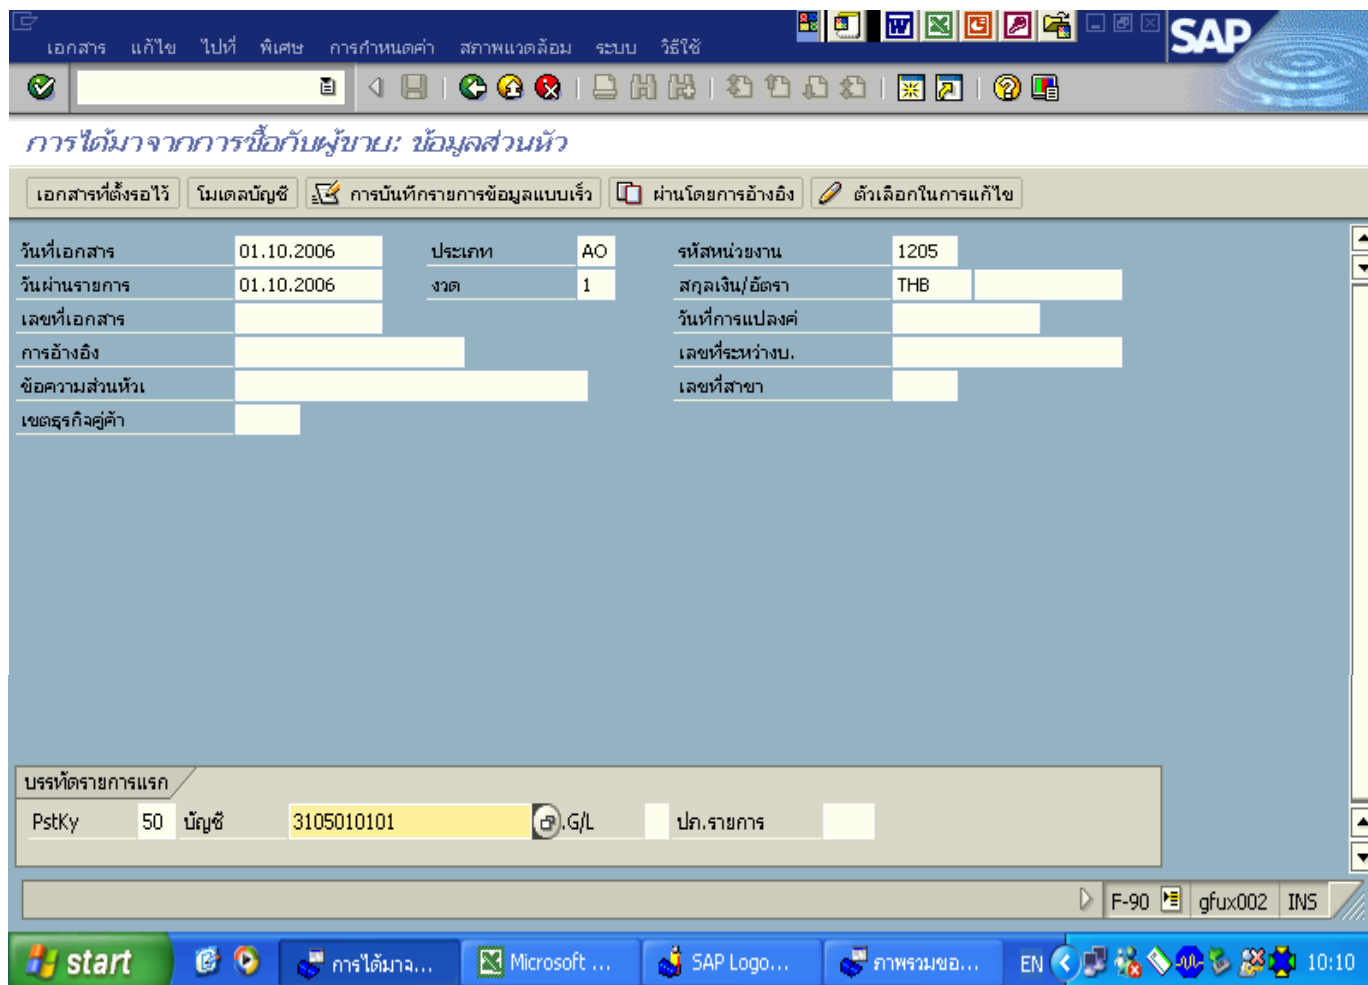 เอกสาร แก้ไข ไปที่ พิเศษ การกำหนดค่า สภาพแวดล้อม ระบบ วิธีใช้
SAP
การได้มาจากการซื้อกับผู้ขาย: ข้อมูลส่วนหัว
เอกสารที่ตั้งรอไว้ โมเดลบัญชี การบันทึกรายการข้อมูลแบบเร็ว ผ่านโดยการอ้างอิง ตัวเลือกในการแก้ไข
วันที่เอกสาร 01.10.2006 ประเภท AO รหัสหน่วยงาน 1205
วันผ่านรายการ 01.10.2006 งวด 1 สกุลเงิน/อัตรา THB
เลขที่เอกสาร วันที่การแปลงค่
การอ้างอิง เลขที่ระหว่างบ.
ข้อความส่วนหัวเ เลขที่สาขา
เขตธุรกิจคู่ค้า
บรรทัดรายการแรก
PstKy 50 บัญชี 3105010101 .G/L ปภ.รายการ
F-90 gfux002 INS
start การได้มาจ... Microsoft ... SAP Logo... ภาพรวมขอ... EN 10:10